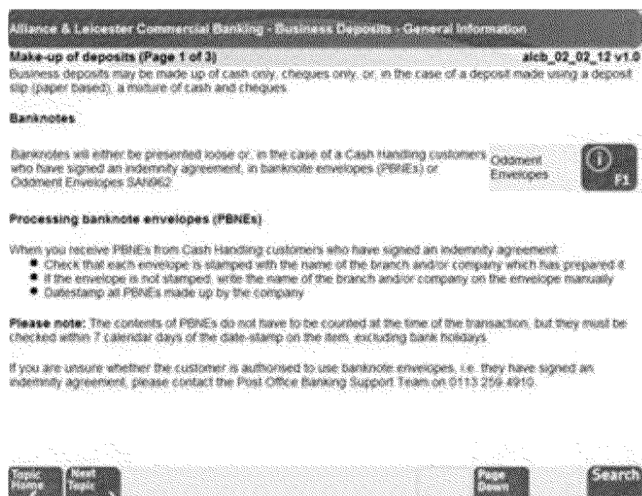 Alliance & Leicester Commercial Banking - Business Deposits - General Information
Make-up of deposits (Page 1 of 3) alcb_02_02_12 v1.0
Business deposits may be made up of cash only, cheques only, or, in the case of a deposit made using a deposit
slip (paper based), a mixture of cash and cheques.
Banknotes
Banknotes will either be presented loose or, in the case of a Cash Handling customers
who have signed an indemnity agreement, in banknote envelopes (PBNEs) or
Oddment Envelopes SAN962
Oddment
Envelopes
F1
Processing banknote envelopes (PBNEs)
When you receive PBNEs from Cash Handling customers who have signed an indemnity agreement:
● Check that each envelope is stamped with the name of the branch and/or company which has prepared it
● If the envelope is not stamped, write the name of the branch and/or company on the envelope manually
● Datestamp all PBNEs made up by the company
Please note: The contents of PBNEs do not have to be counted at the time of the transaction, but they must be
checked within 7 calendar days of the date-stamp on the item, excluding bank holidays.
If you are unsure whether the customer is authorised to use banknote envelopes, i.e. they have signed an
indemnity agreement, please contact the Post Office Banking Support Team on 0113 259 4910.
Topic
Home
Next
Topic
Page
Down
Search